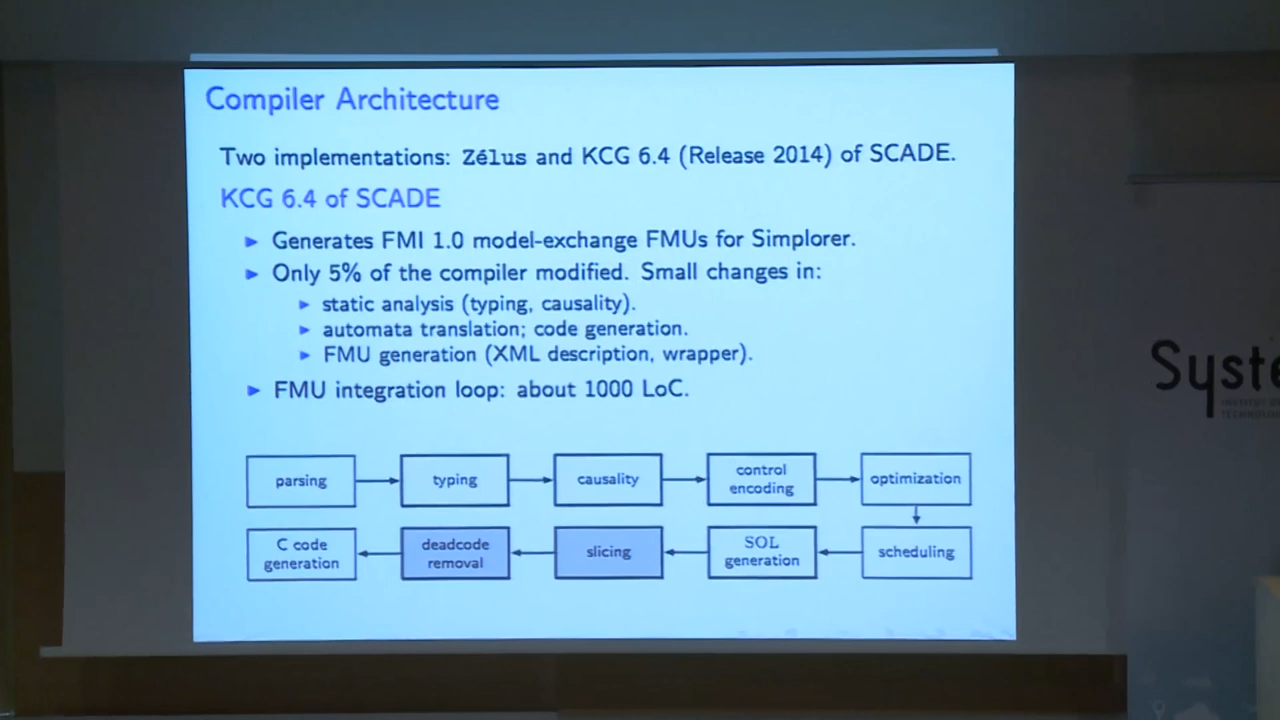 Compiler Architecture
Two implementations: Zélus and KCG 6.4 (Release 2014) of SCADE.
KCG 6.4 of SCADE
► Generates FMI 1.0 model-exchange FMUs for Simplorer.
► Only 5% of the compiler modified. Small changes in:
► static analysis (typing, causality).
► automata translation; code generation.
► FMU generation (XML description, wrapper).
► FMU integration loop: about 1000 LoC.
parsing
typing
causality
control
encoding
optimization
C code
generation
deadcode
removal
slicing
SOL
generation
scheduling
Syste